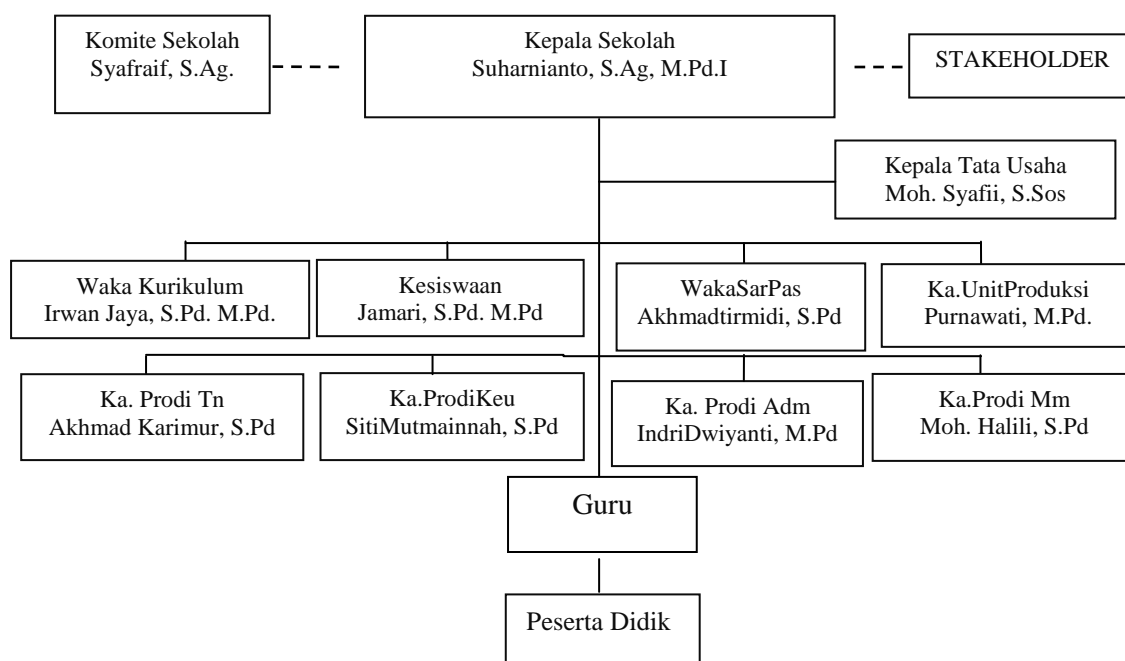 Komite Sekolah
Syafraif, S.Ag.
Kepala Sekolah
Suharnianto, S.Ag, M.Pd.I
STAKEHOLDER
Kepala Tata Usaha
Moh. Syafii, S.Sos
Waka Kurikulum
Irwan Jaya, S.Pd. M.Pd.
Kesiswaan
Jamari, S.Pd. M.Pd
WakaSarPas
Akhmadtirmidi, S.Pd
Ka.UnitProduksi
Purnawati, M.Pd.
Ka. Prodi Tn
Akhmad Karimur, S.Pd
Ka.ProdiKeu
SitiMutmainnah, S.Pd
Ka. Prodi Adm
IndriDwiyanti, M.Pd
Ka.Prodi Mm
Moh. Halili, S.Pd
Guru
Peserta Didik